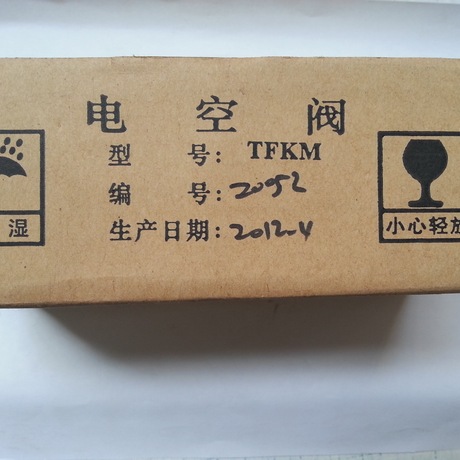 电 空 阀
型 号: TFKM
编 号: 2052
生产日期: 2012-4
湿
小心轻放